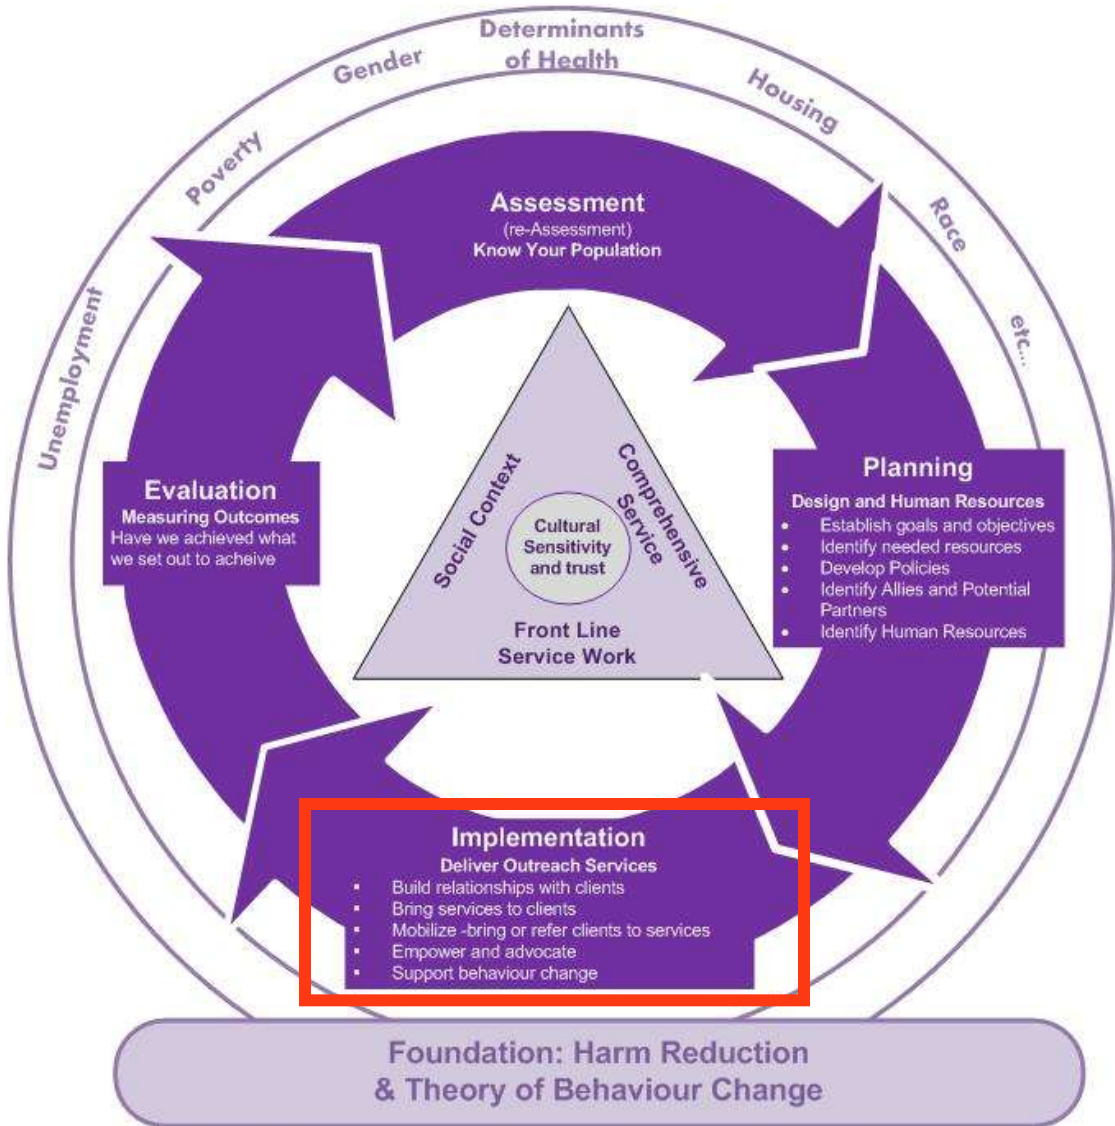 Determinants
of Health
Gender
Housing
Poverty
Race
Unemployment
etc...
Assessment
(re-Assessment)
Know Your Population
Planning
Design and Human Resources
• Establish goals and objectives
• Identify needed resources
• Develop Policies
• Identify Allies and Potential
Partners
• Identify Human Resources
Evaluation
Measuring Outcomes
Have we achieved what
we set out to acheive
Social Context
Comprehensive
Service
Cultural
Sensitivity
and trust
Front Line
Service Work
Implementation
Deliver Outreach Services
▪ Build relationships with clients
▪ Bring services to clients
▪ Mobilize -bring or refer clients to services
▪ Empower and advocate
▪ Support behaviour change
Foundation: Harm Reduction
& Theory of Behaviour Change